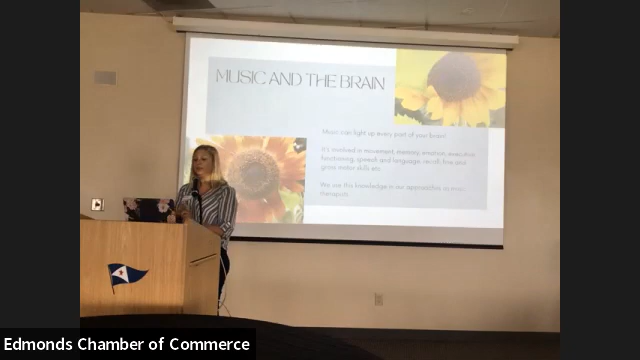 MUSIC AND THE BRAIN
Music can light up every part of your brain!
It's involved in movement, memory, emotion, executive
functioning, speech and language, recall, fine and
gross motor skills etc.
We use this knowledge in our approaches as music
therapists.
Edmonds Chamber of Commerce